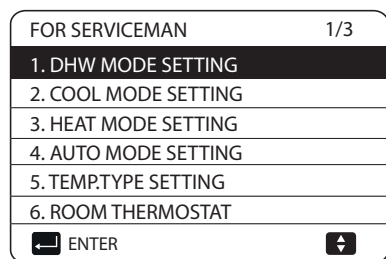 FOR SERVICEMAN 1/3
1. DHW MODE SETTING
2. COOL MODE SETTING
3. HEAT MODE SETTING
4. AUTO MODE SETTING
5. TEMP.TYPE SETTING
6. ROOM THERMOSTAT
ENTER